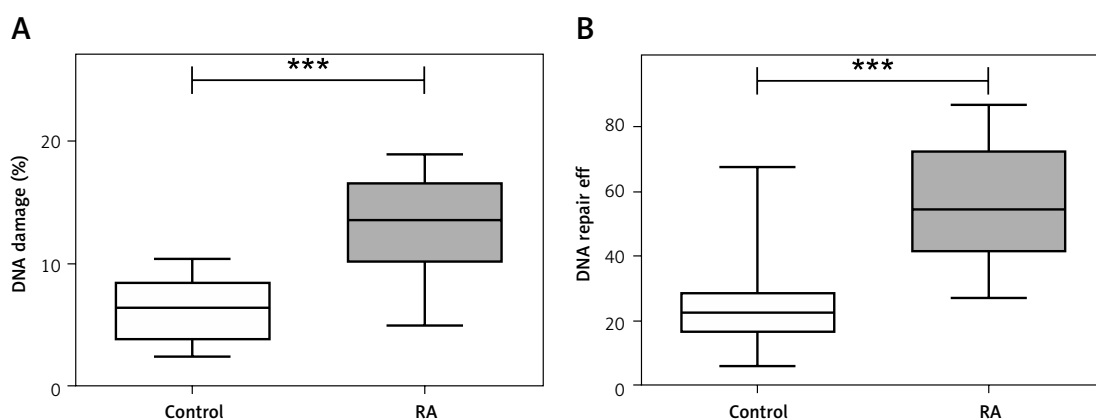 A
***
DNA damage (%)
20
10
0
Control
RA
B
***
DNA repair eff
80
60
40
20
0
Control
RA